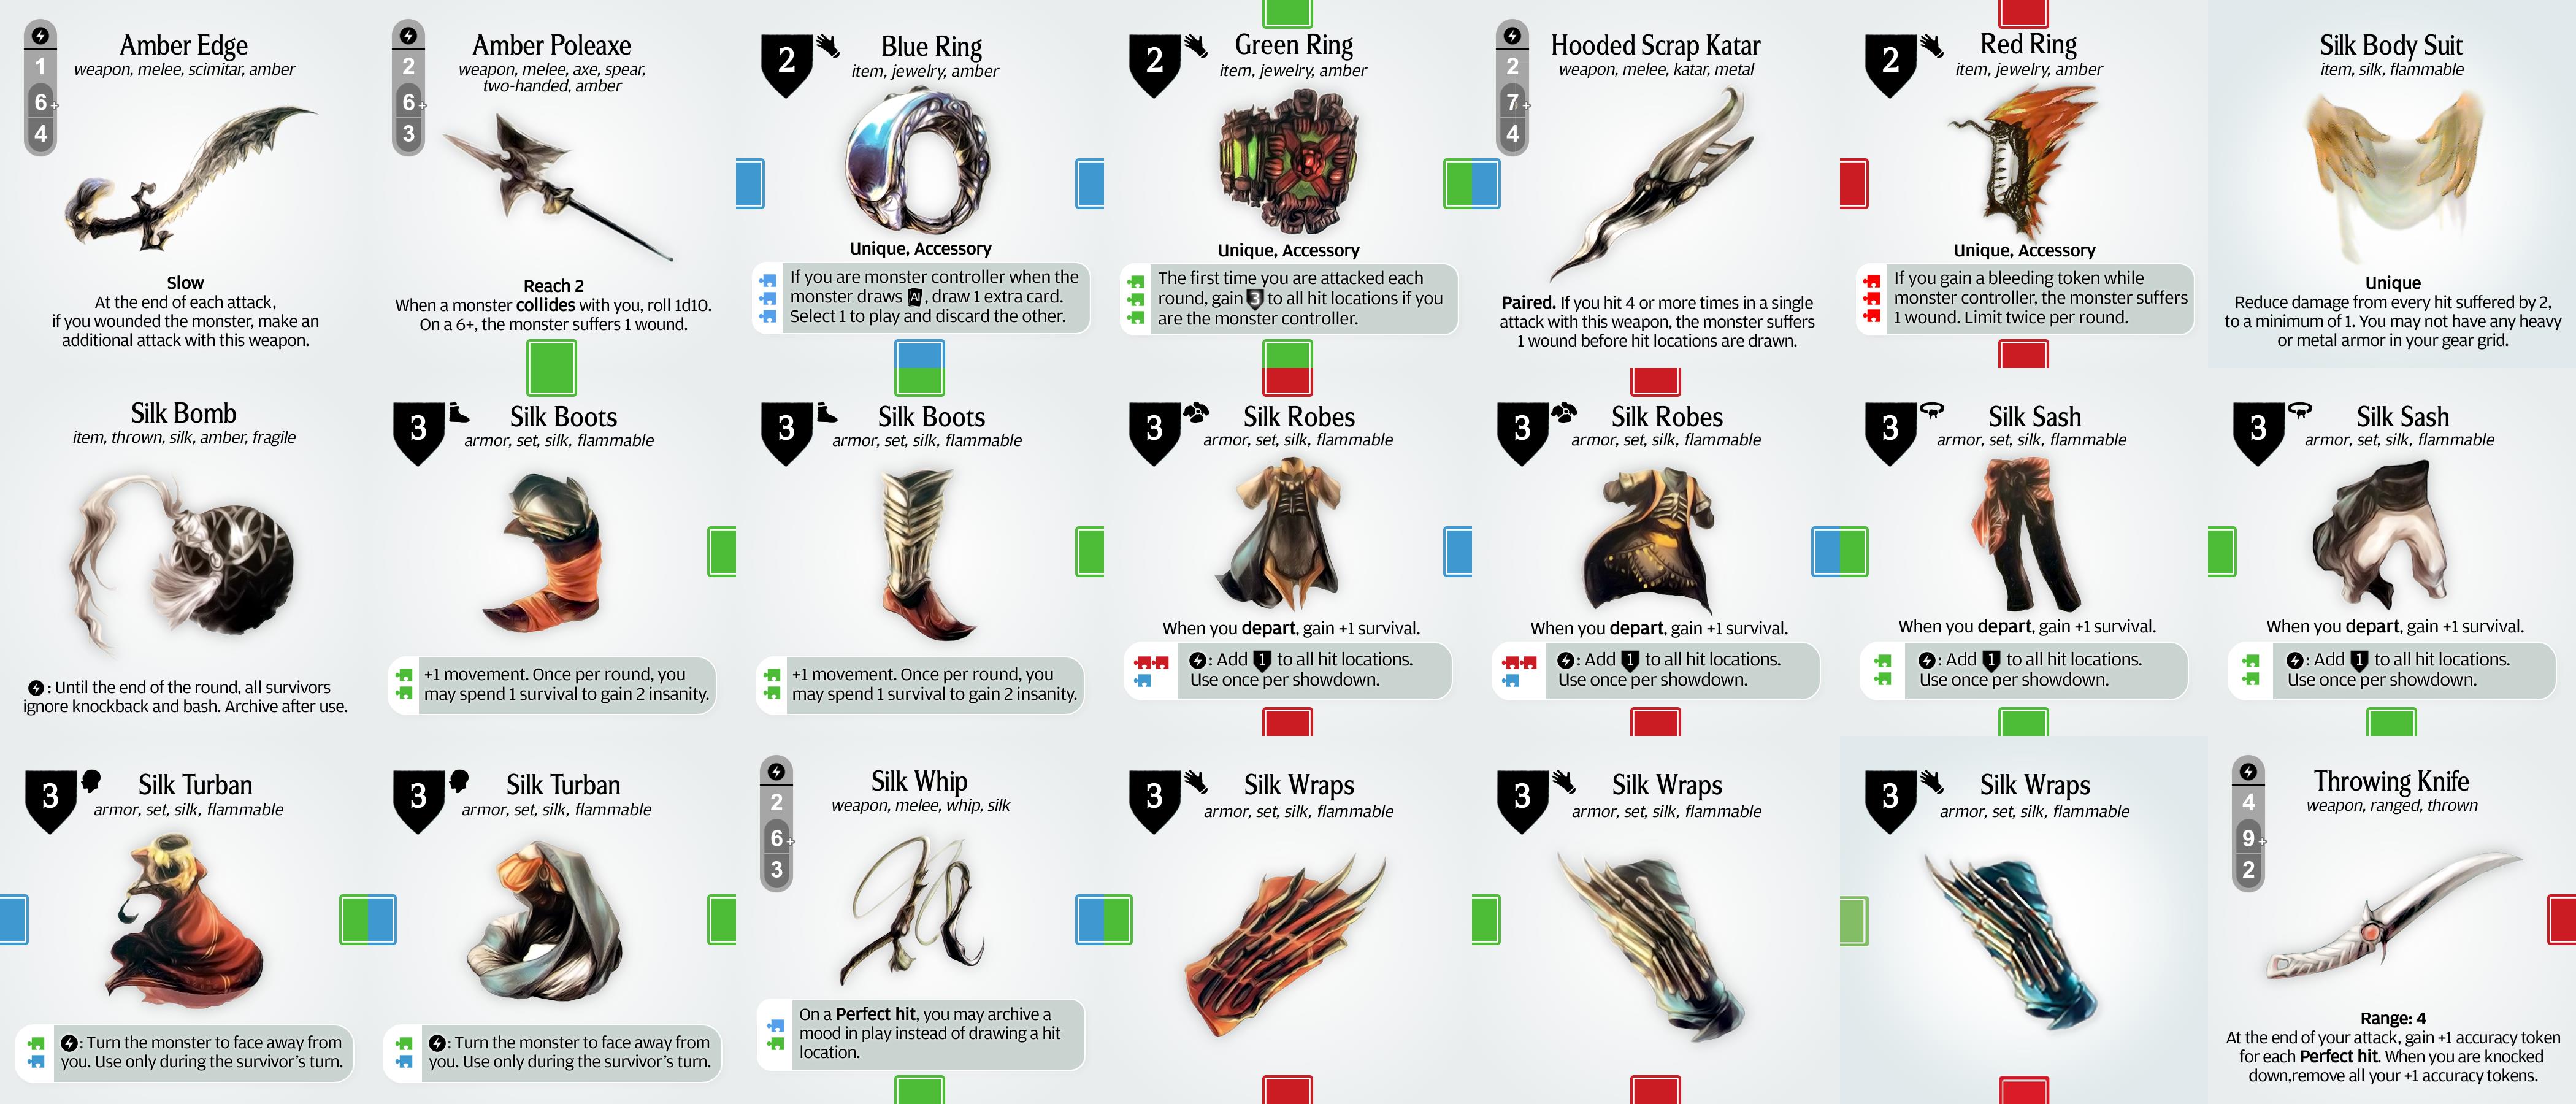 1
6+
4
Amber Edge
weapon, melee, scimitar, amber
Slow
At the end of each attack,
if you wounded the monster, make an
additional attack with this weapon.
2
6+
3
Amber Poleaxe
weapon, melee, axe, spear,
two-handed, amber
Reach 2
When a monster collides with you, roll 1d10.
On a 6+, the monster suffers 1 wound.
2
Blue Ring
item, jewelry, amber
Unique, Accessory
If you are monster controller when the
monster draws AI, draw 1 extra card.
Select 1 to play and discard the other.
2
Green Ring
item, jewelry, amber
Unique, Accessory
The first time you are attacked each
round, gain 3 to all hit locations if you
are the monster controller.
2
7+
4
Hooded Scrap Katar
weapon, melee, katar, metal
Paired. If you hit 4 or more times in a single
attack with this weapon, the monster suffers
1 wound before hit locations are drawn.
2
Red Ring
item, jewelry, amber
Unique, Accessory
If you gain a bleeding token while
monster controller, the monster suffers
1 wound. Limit twice per round.
Silk Body Suit
item, silk, flammable
Unique
Reduce damage from every hit suffered by 2,
to a minimum of 1. You may not have any heavy
or metal armor in your gear grid.
Silk Bomb
item, thrown, silk, amber, fragile
: Until the end of the round, all survivors
ignore knockback and bash. Archive after use.
3
Silk Boots
armor, set, silk, flammable
+1 movement. Once per round, you
may spend 1 survival to gain 2 insanity.
3
Silk Boots
armor, set, silk, flammable
+1 movement. Once per round, you
may spend 1 survival to gain 2 insanity.
3
Silk Robes
armor, set, silk, flammable
When you depart, gain +1 survival.
: Add 1 to all hit locations.
Use once per showdown.
3
Silk Robes
armor, set, silk, flammable
When you depart, gain +1 survival.
: Add 1 to all hit locations.
Use once per showdown.
3
Silk Sash
armor, set, silk, flammable
When you depart, gain +1 survival.
: Add 1 to all hit locations.
Use once per showdown.
3
Silk Sash
armor, set, silk, flammable
When you depart, gain +1 survival.
: Add 1 to all hit locations.
Use once per showdown.
3
Silk Turban
armor, set, silk, flammable
: Turn the monster to face away from
you. Use only during the survivor's turn.
3
Silk Turban
armor, set, silk, flammable
: Turn the monster to face away from
you. Use only during the survivor's turn.
2
6+
3
Silk Whip
weapon, melee, whip, silk
On a Perfect hit, you may archive a
mood in play instead of drawing a hit
location.
3
Silk Wraps
armor, set, silk, flammable
3
Silk Wraps
armor, set, silk, flammable
3
Silk Wraps
armor, set, silk, flammable
4
9+
2
Throwing Knife
weapon, ranged, thrown
Range: 4
At the end of your attack, gain +1 accuracy token
for each Perfect hit. When you are knocked
down,remove all your +1 accuracy tokens.